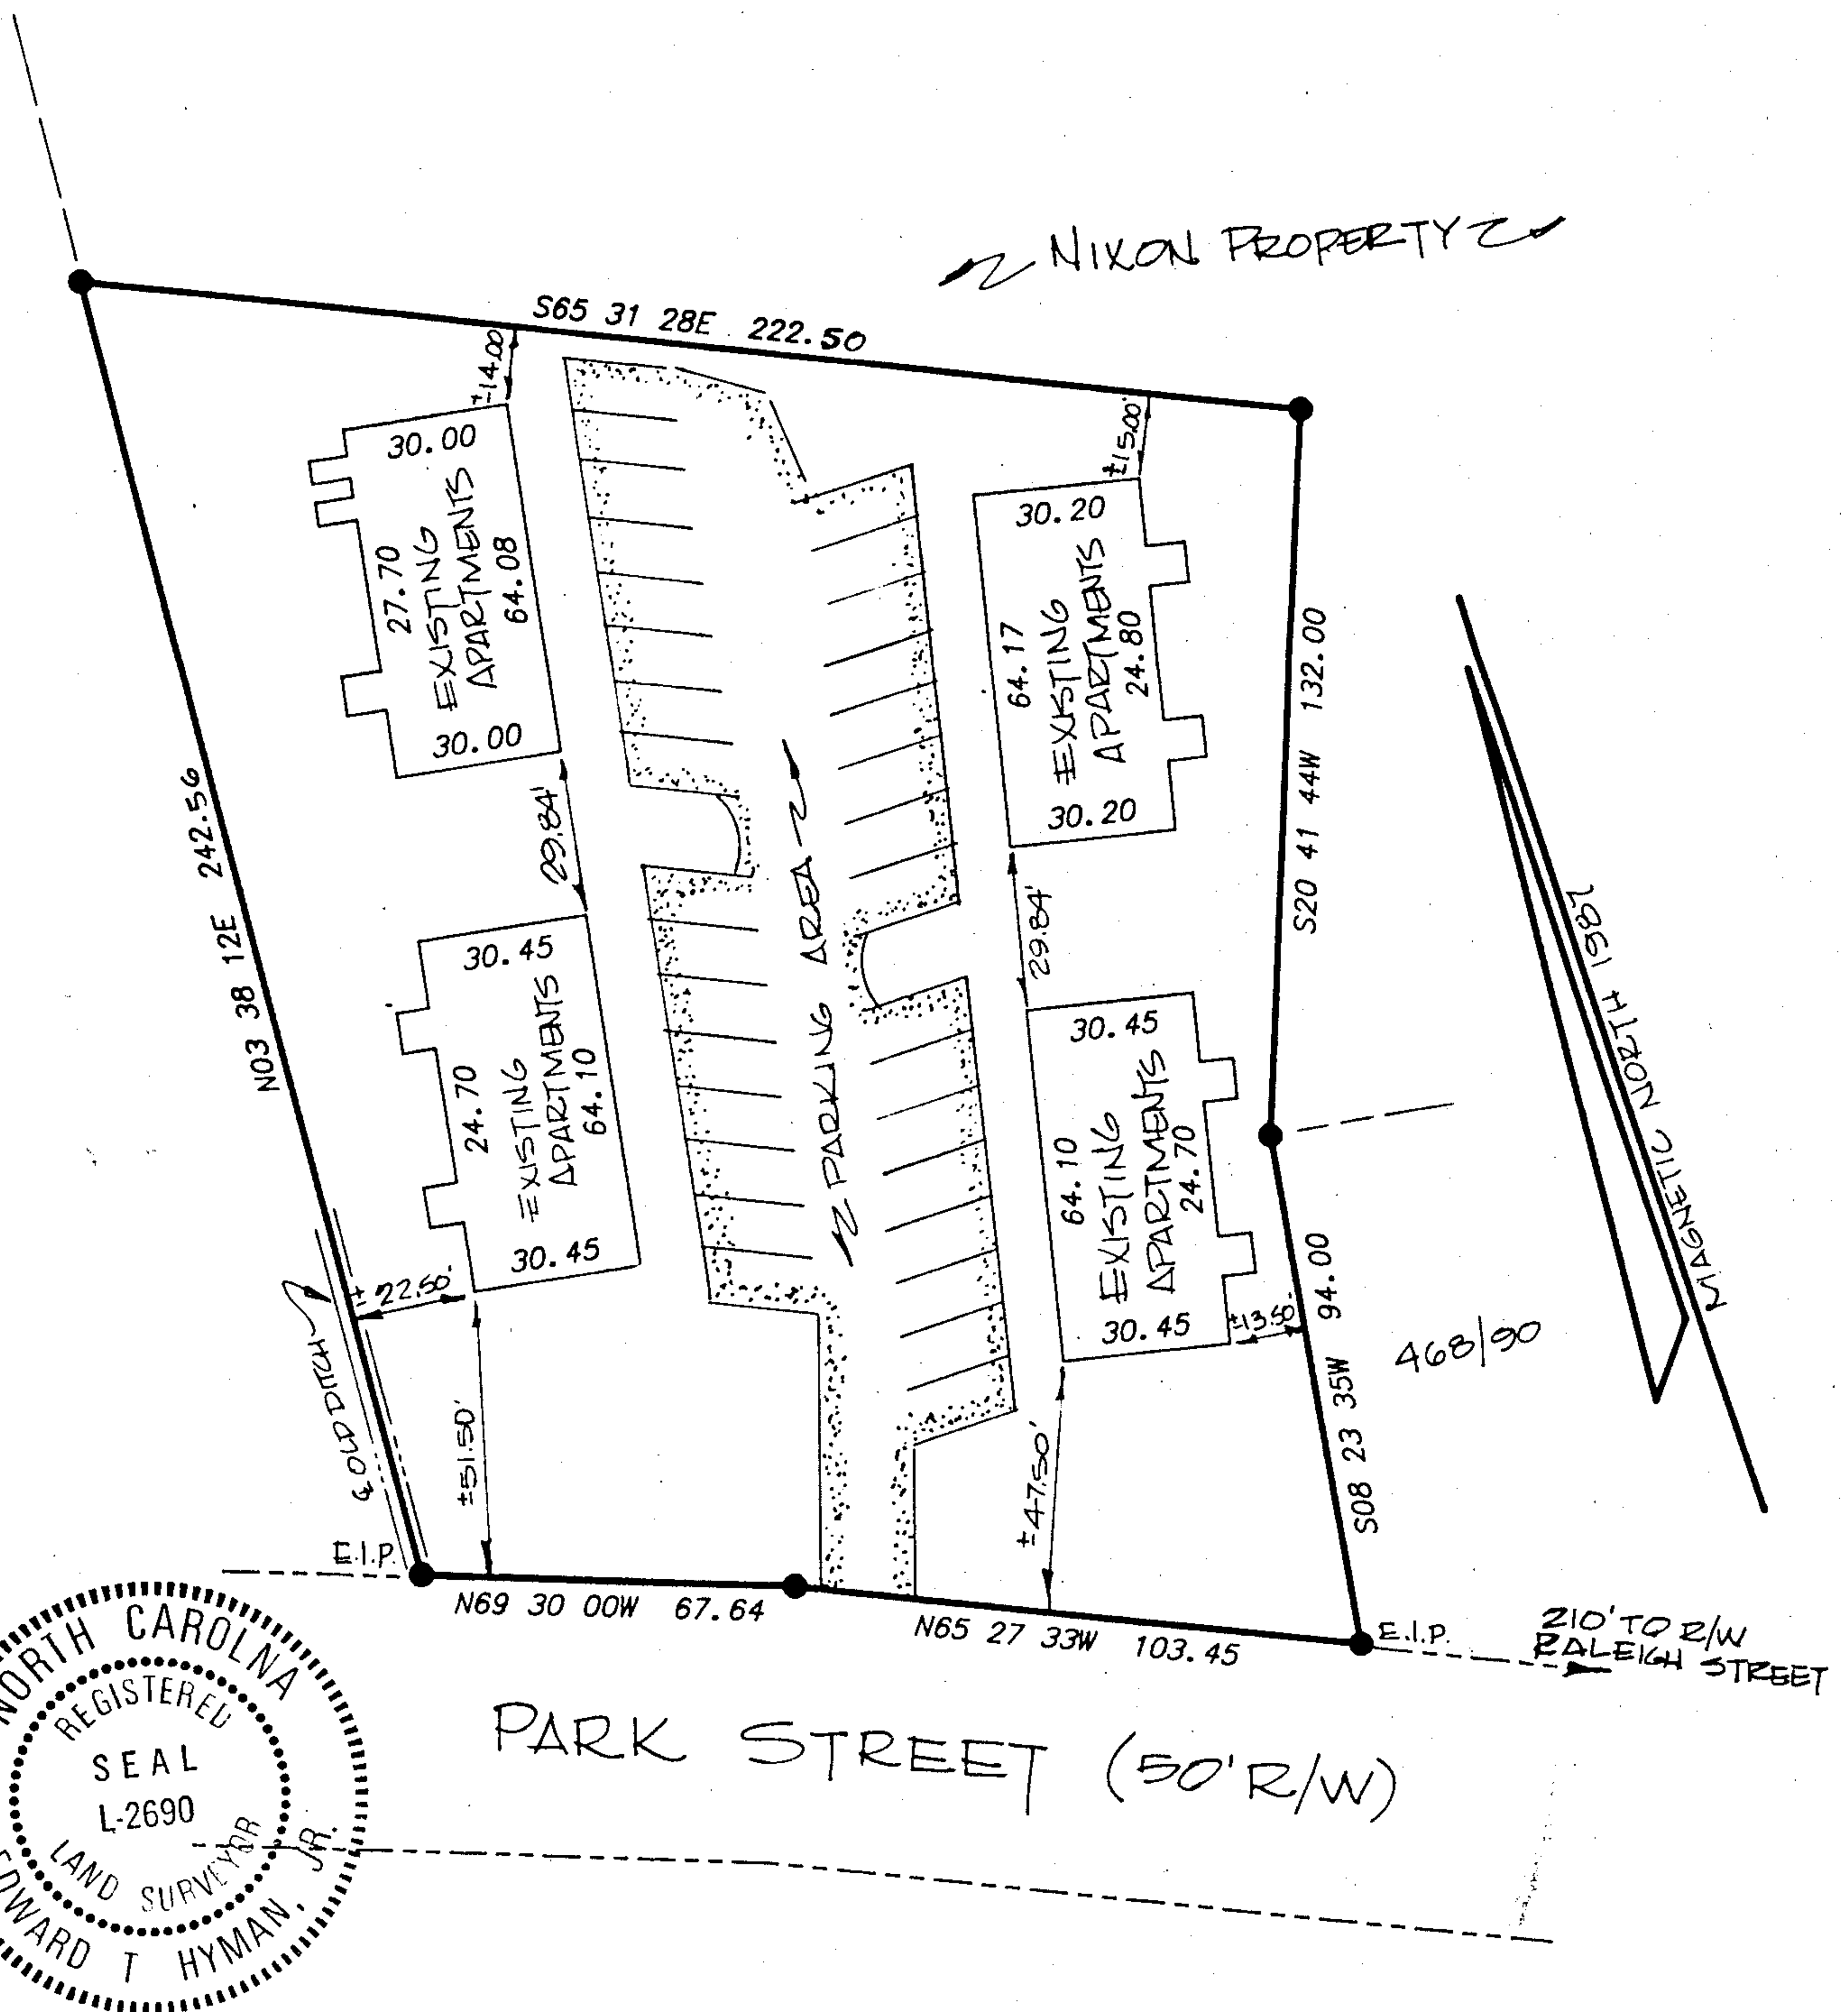 NIXON PROPERTY
S65 31 28E 222.50
±14.00'
±15.00'
30.00
27.70
EXISTING
APARTMENTS
64.08
30.00
30.20
64.17
EXISTING
APARTMENTS
24.80
30.20
S20 41 44W 132.00
N03 38 12E 242.56
29.84'
29.84'
PARKING AREA
30.45
24.70
EXISTING
APARTMENTS
64.10
30.45
30.45
64.10
EXISTING
APARTMENTS
24.70
30.45
MAGNETIC NORTH 1987
±22.50'
±13.50'
S08 23 35W 94.00
468/90
℄ OLD DITCH
±51.50'
±47.50'
E.I.P.
N69 30 00W 67.64
N65 27 33W 103.45
E.I.P.
210' TO R/W
RALEIGH STREET
PARK STREET (50' R/W)
NORTH CAROLNA
REGISTERED
SEAL
L-2690
LAND SURVEYOR
EDWARD T HYMAN, JR.